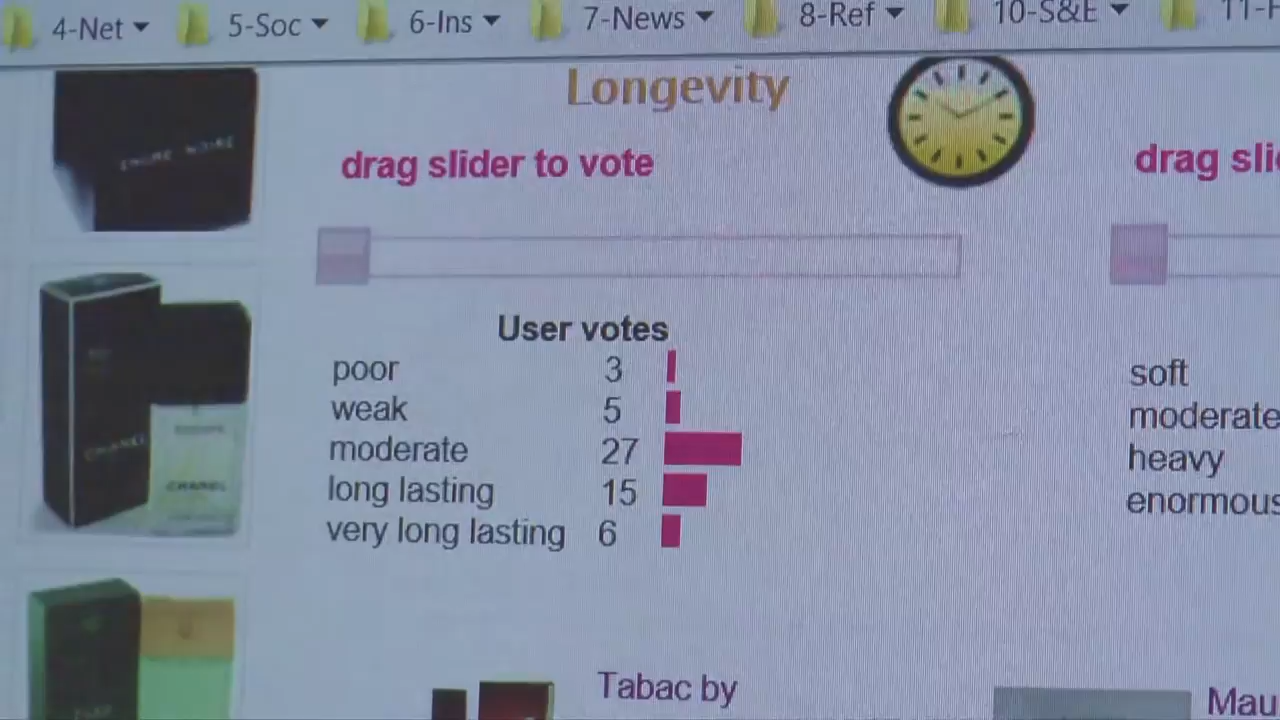 4-Net 5-Soc 6-Ins 7-News 8-Ref 10-S&E
Longevity
drag slider to vote
User votes
poor 3
weak 5
moderate 27
long lasting 15
very long lasting 6
CHANEL
CHANEL
drag
soft
moderate
heavy
enormous
Tabac by